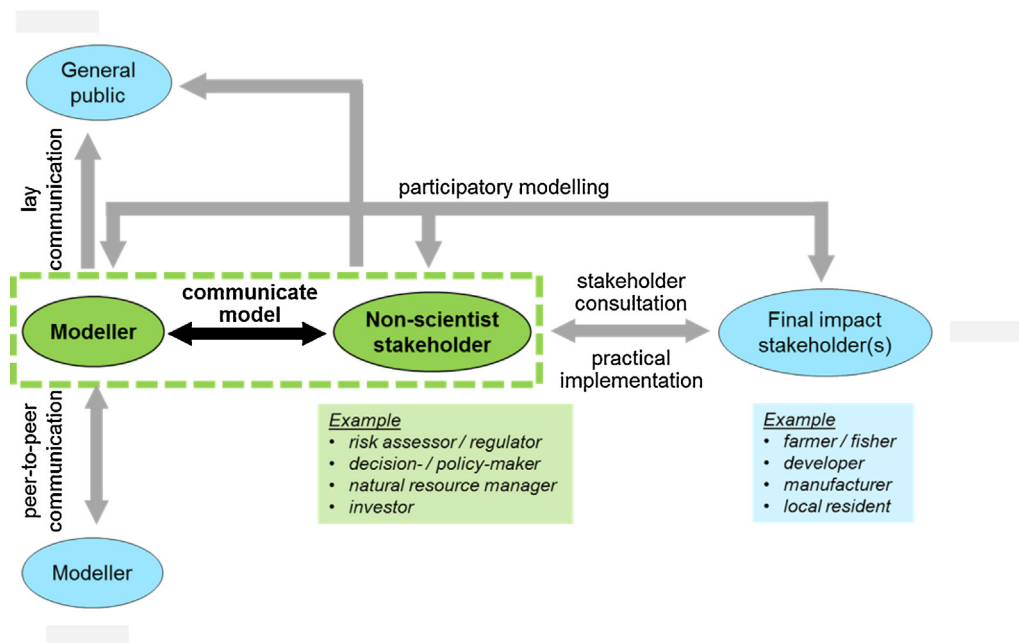 General
public
lay
communication
participatory modelling
communicate
model
Modeller
Non-scientist
stakeholder
stakeholder
consultation
practical
implementation
Final impact
stakeholder(s)
peer-to-peer
communication
Example
• risk assessor / regulator
• decision- / policy-maker
• natural resource manager
• investor
Example
• farmer / fisher
• developer
• manufacturer
• local resident
Modeller